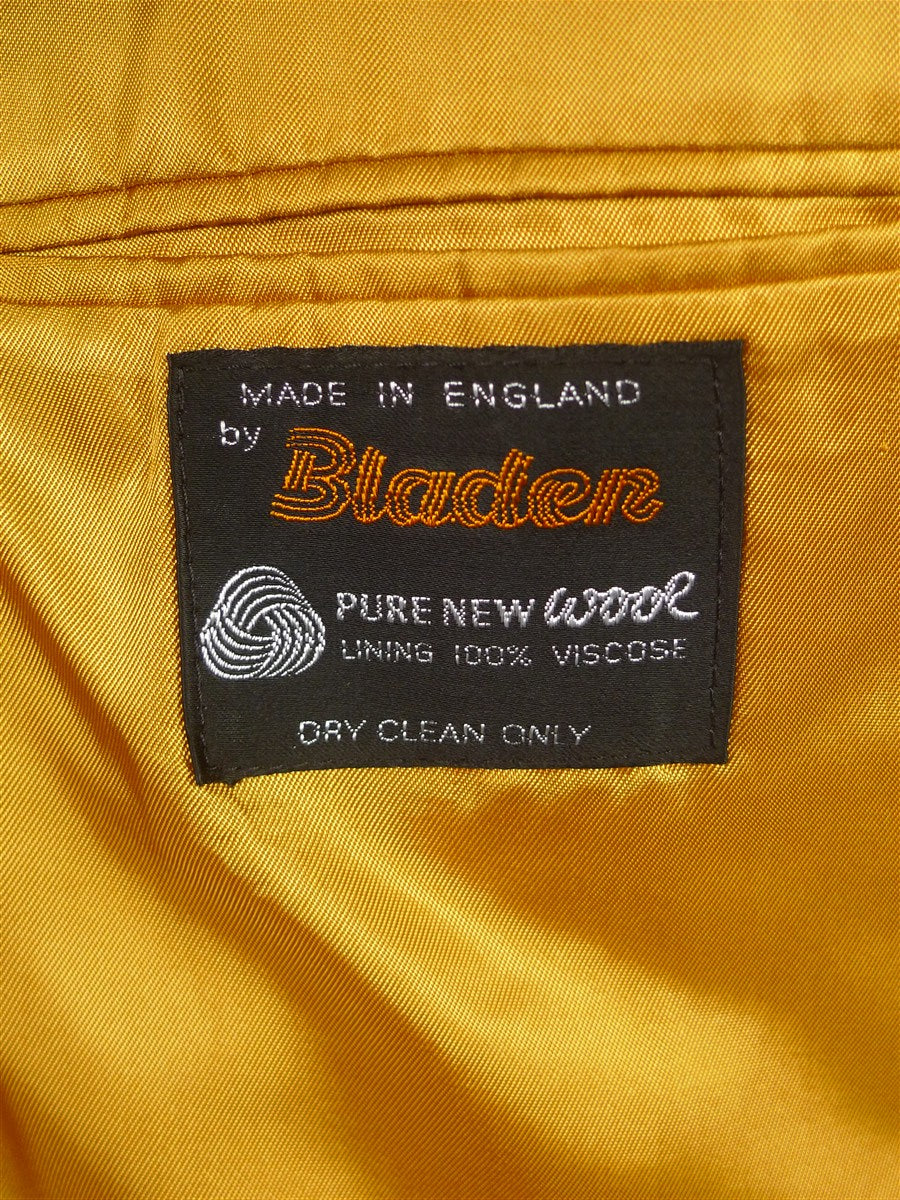 MADE IN ENGLAND
by Bladen
PURE NEW wool
LINING 100% VISCOSE
DRY CLEAN ONLY